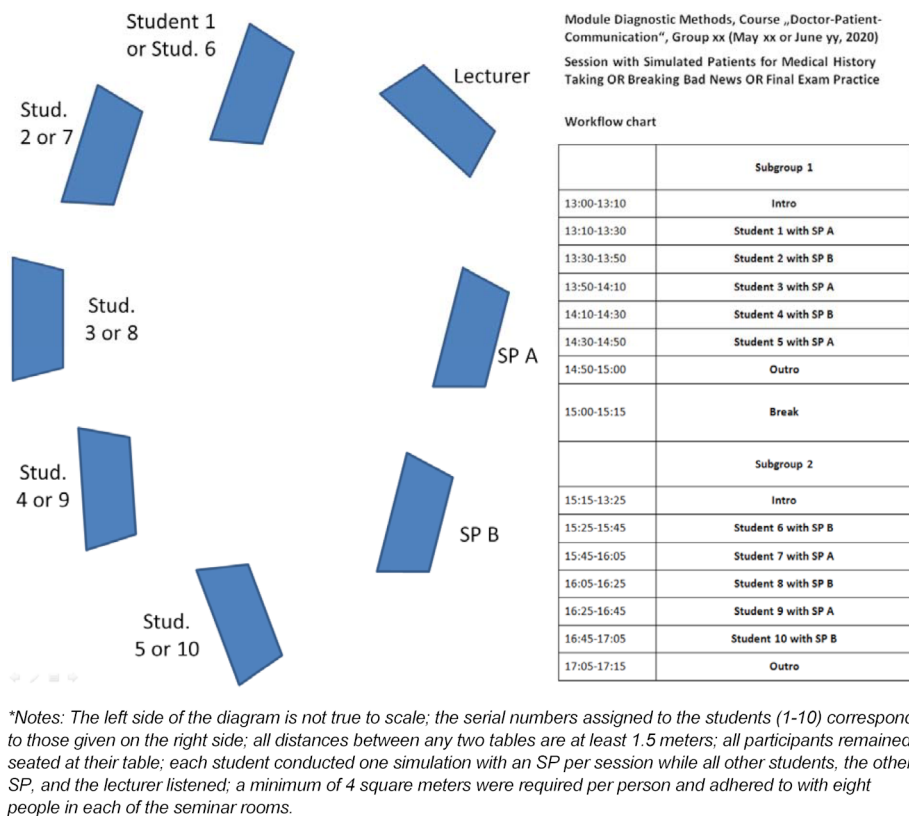 Student 1
or Stud. 6
Lecturer
Stud.
2 or 7
Stud.
3 or 8
SP A
Stud.
4 or 9
SP B
Stud.
5 or 10
Module Diagnostic Methods, Course „Doctor-Patient-
Communication“, Group xx (May xx or June yy, 2020)
Session with Simulated Patients for Medical History
Taking OR Breaking Bad News OR Final Exam Practice
Workflow chart
Subgroup 1
13:00-13:10 Intro
13:10-13:30 Student 1 with SP A
13:30-13:50 Student 2 with SP B
13:50-14:10 Student 3 with SP A
14:10-14:30 Student 4 with SP B
14:30-14:50 Student 5 with SP A
14:50-15:00 Outro
15:00-15:15 Break
Subgroup 2
15:15-13:25 Intro
15:25-15:45 Student 6 with SP B
15:45-16:05 Student 7 with SP A
16:05-16:25 Student 8 with SP B
16:25-16:45 Student 9 with SP A
16:45-17:05 Student 10 with SP B
17:05-17:15 Outro
*Notes: The left side of the diagram is not true to scale; the serial numbers assigned to the students (1-10) correspond
to those given on the right side; all distances between any two tables are at least 1.5 meters; all participants remained
seated at their table; each student conducted one simulation with an SP per session while all other students, the other
SP, and the lecturer listened; a minimum of 4 square meters were required per person and adhered to with eight
people in each of the seminar rooms.